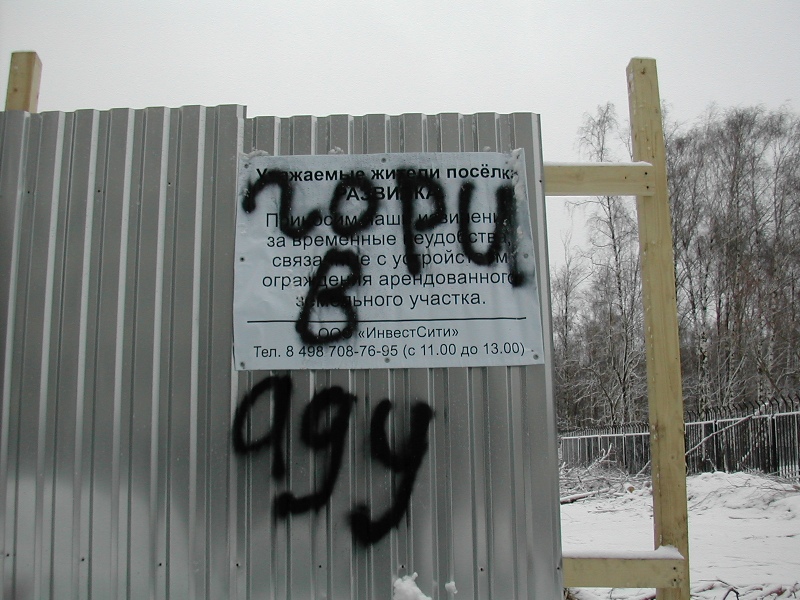 Уважаемые жители посёлка
РАЗВИЛКА
Приносим наши извинения
за временные неудобства,
связанные с устройством
ограждения арендованного
земельного участка.
ООО «ИнвестСити»
Тел. 8 498 708-76-95 (с 11.00 до 13.00)
гори
в
аду